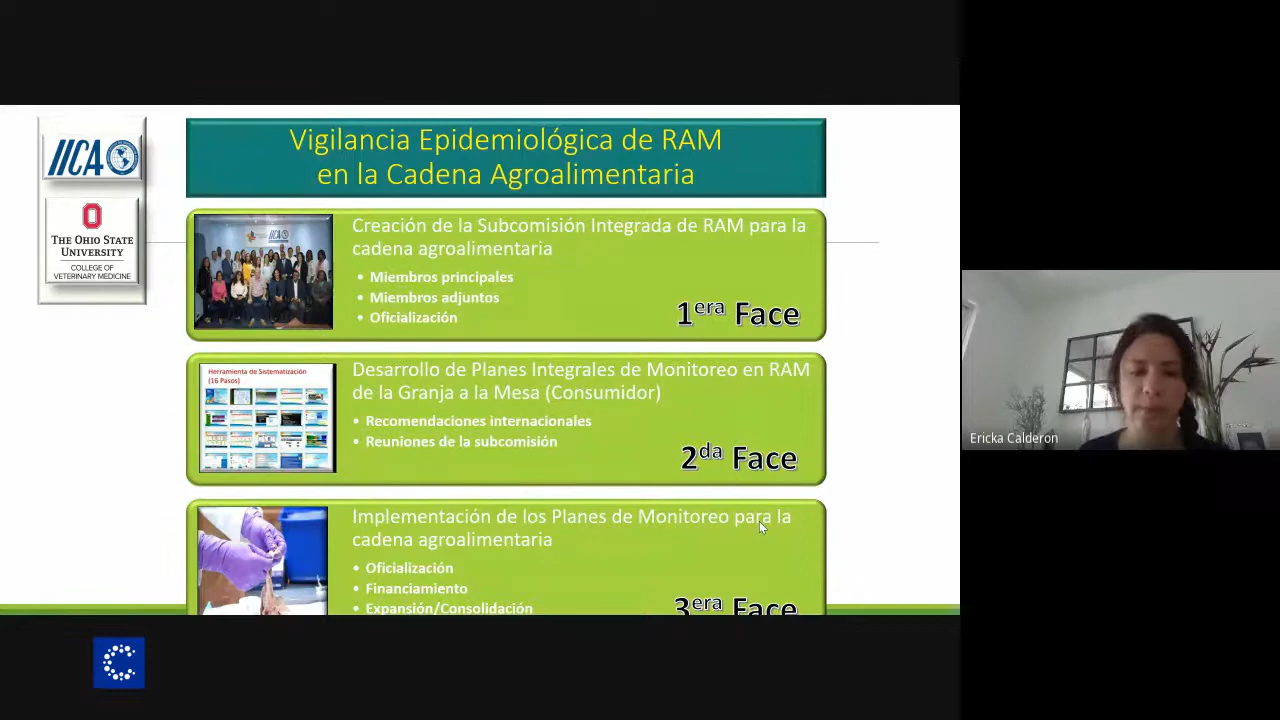 IICA
THE OHIO STATE
UNIVERSITY
COLLEGE OF
VETERINARY MEDICINE
Vigilancia Epidemiológica de RAM
en la Cadena Agroalimentaria
Creación de la Subcomisión Integrada de RAM para la
cadena agroalimentaria
• Miembros principales
• Miembros adjuntos
• Oficialización
1era Face
Herramienta de Sistematización
(16 Pasos)
Desarrollo de Planes Integrales de Monitoreo en RAM
de la Granja a la Mesa (Consumidor)
• Recomendaciones internacionales
• Reuniones de la subcomisión
2da Face
Implementación de los Planes de Monitoreo para la
cadena agroalimentaria
• Oficialización
• Financiamiento
• Expansión/Consolidación
3era Face
Ericka Calderon